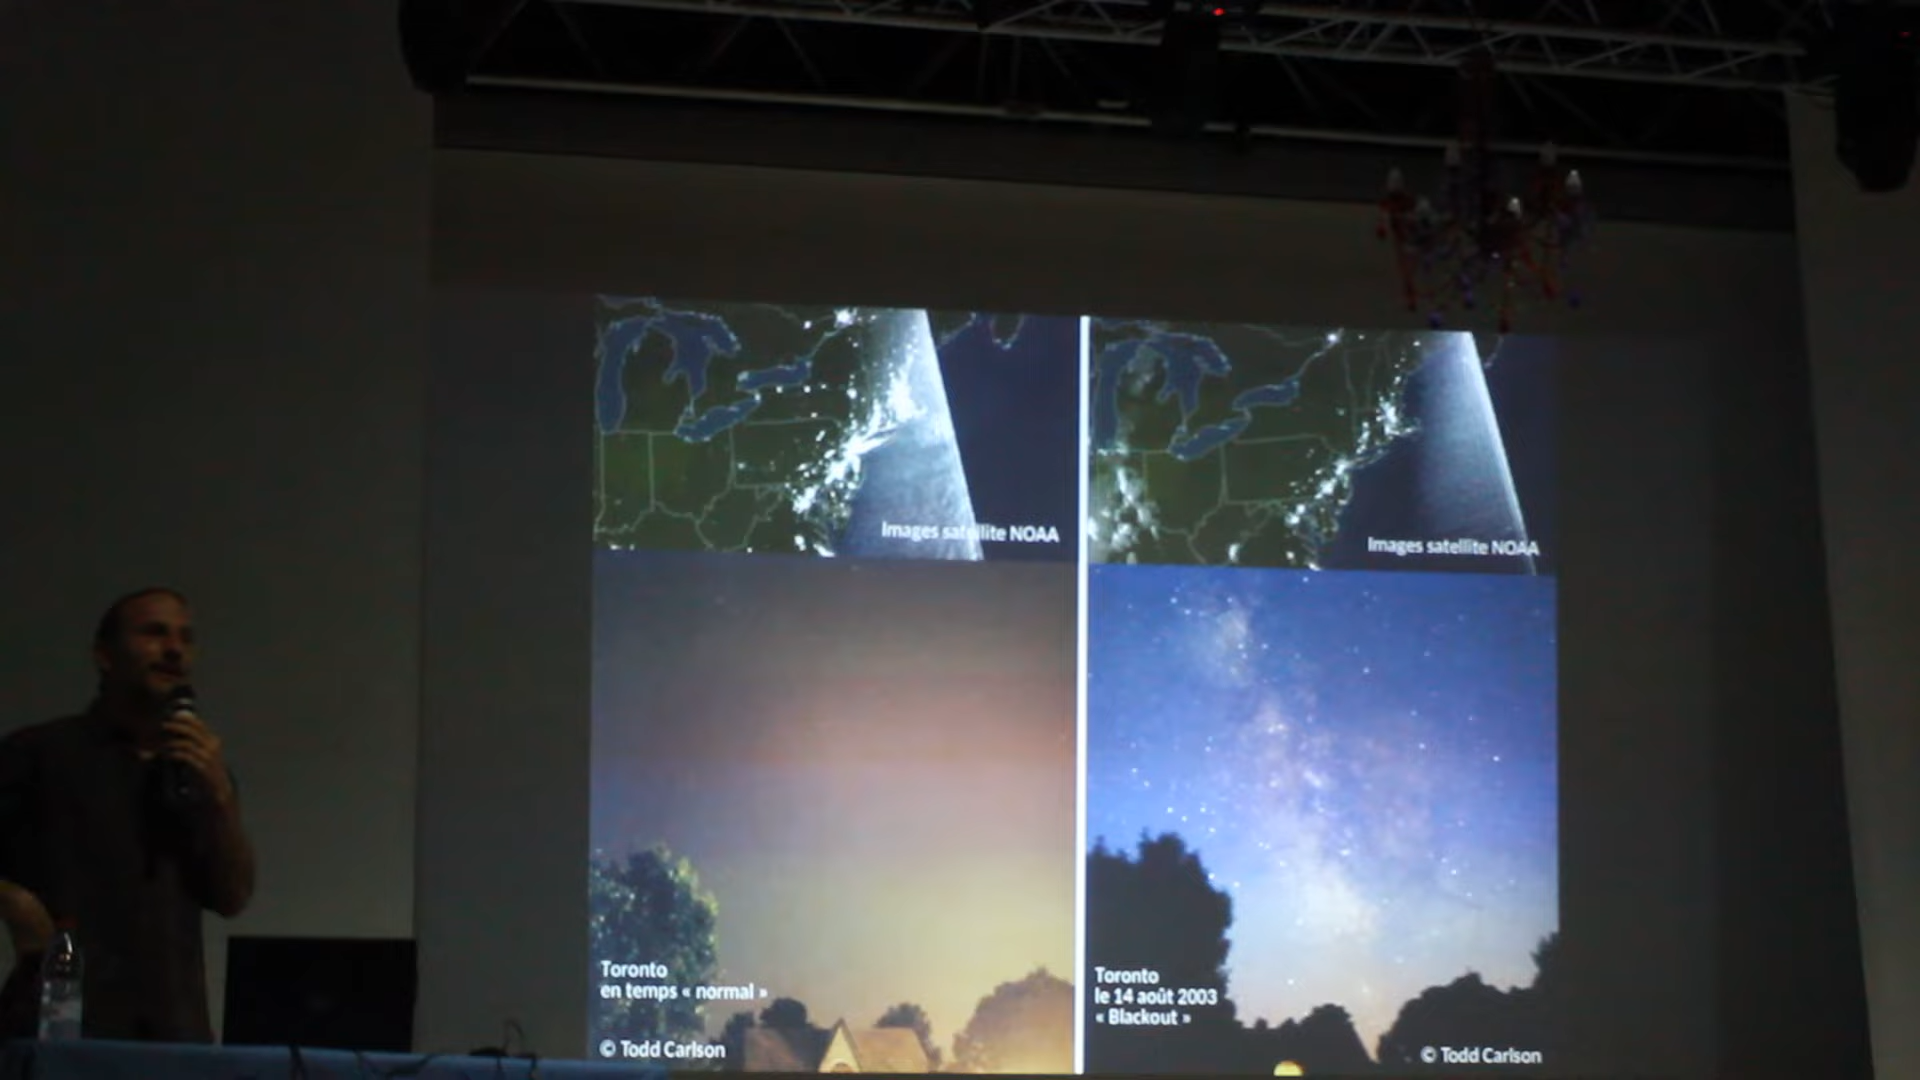 Images satellite NOAA
Images satellite NOAA
Toronto
en temps « normal »
© Todd Carlson
Toronto
le 14 août 2003
« Blackout »
© Todd Carlson